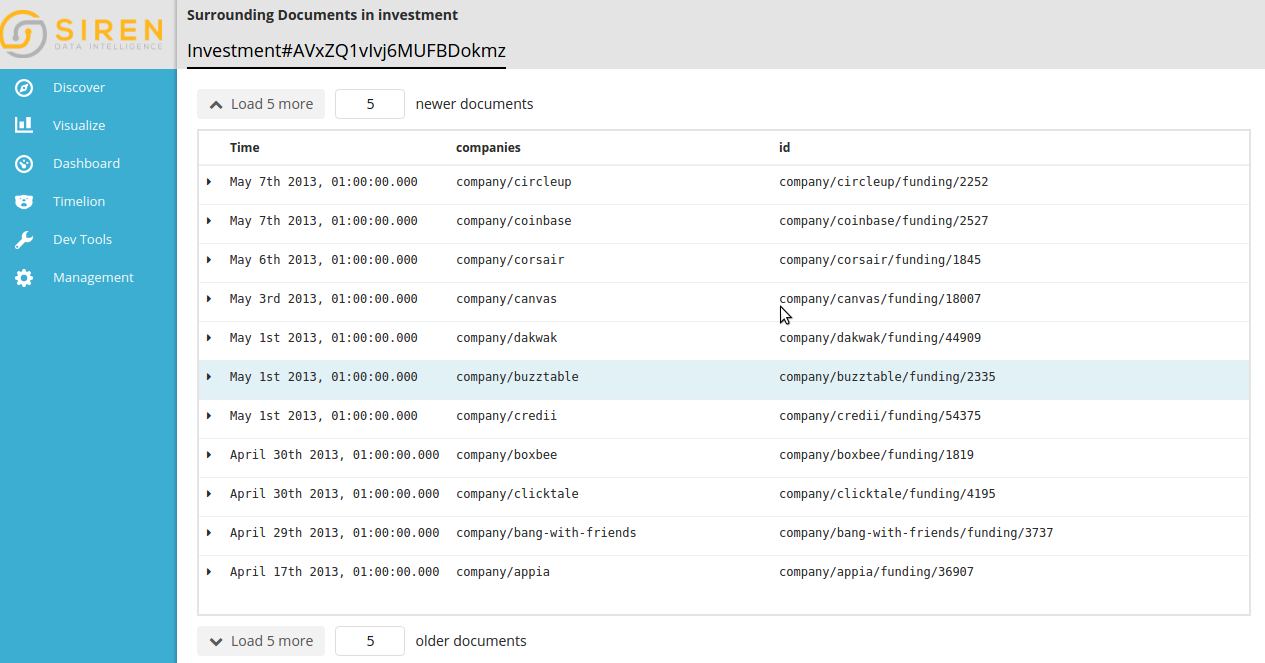 SIREN
DATA INTELLIGENCE
Discover
Visualize
Dashboard
Timelion
Dev Tools
Management
Surrounding Documents in investment
Investment#AVxZQ1vIvj6MUFBDokmz
Load 5 more 5 newer documents
Time companies id
May 7th 2013, 01:00:00.000 company/circleup company/circleup/funding/2252
May 7th 2013, 01:00:00.000 company/coinbase company/coinbase/funding/2527
May 6th 2013, 01:00:00.000 company/corsair company/corsair/funding/1845
May 3rd 2013, 01:00:00.000 company/canvas company/canvas/funding/18007
May 1st 2013, 01:00:00.000 company/dakwak company/dakwak/funding/44909
May 1st 2013, 01:00:00.000 company/buzztable company/buzztable/funding/2335
May 1st 2013, 01:00:00.000 company/credii company/credii/funding/54375
April 30th 2013, 01:00:00.000 company/boxbee company/boxbee/funding/1819
April 30th 2013, 01:00:00.000 company/clicktale company/clicktale/funding/4195
April 29th 2013, 01:00:00.000 company/bang-with-friends company/bang-with-friends/funding/3737
April 17th 2013, 01:00:00.000 company/appia company/appia/funding/36907
Load 5 more 5 older documents